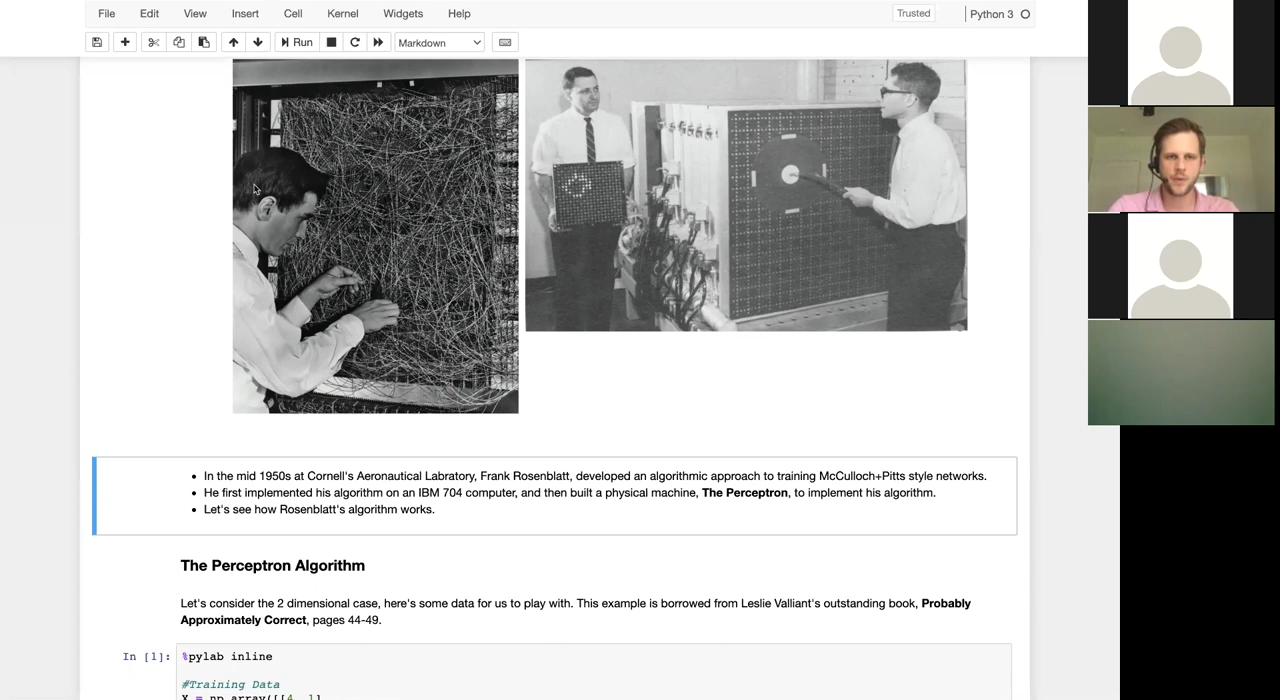 File Edit View Insert Cell Kernel Widgets Help Trusted Python 3
Run Markdown
In the mid 1950s at Cornell's Aeronautical Labratory, Frank Rosenblatt, developed an algorithmic approach to training McCulloch+Pitts style networks.
He first implemented his algorithm on an IBM 704 computer, and then built a physical machine, The Perceptron, to implement his algorithm.
Let's see how Rosenblatt's algorithm works.
The Perceptron Algorithm
Let's consider the 2 dimensional case, here's some data for us to play with. This example is borrowed from Leslie Valliant's outstanding book, Probably
Approximately Correct, pages 44-49.
In [1]: %pylab inline
#Training Data
X = np.array([[4, 1],